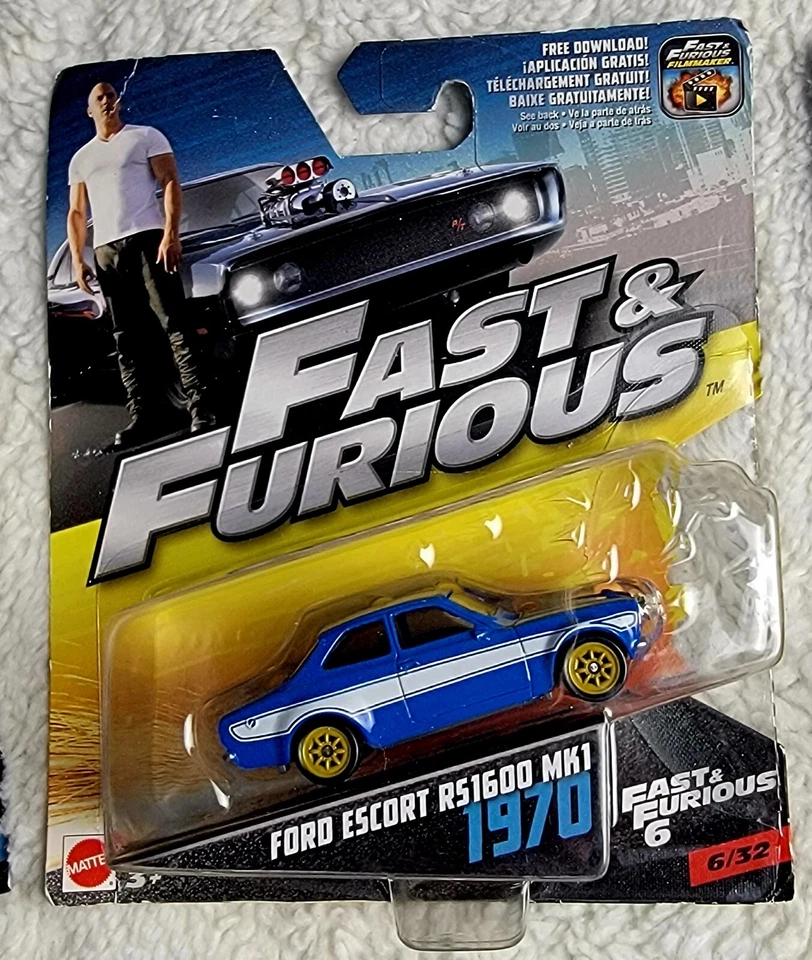 FREE DOWNLOAD!
¡APLICACIÓN GRATIS!
TÉLÉCHARGEMENT GRATUIT!
BAIXE GRATUITAMENTE!
See back • Ve la parte de atrás
Voir au dos • Veja a parte de trás
FAST &
FURIOUS
FILMMAKER.
R/T
FAST &
FURIOUS
TM
FORD ESCORT RS1600 MK1
1970
FAST &
FURIOUS
6
6/32
MATTE
®
3+